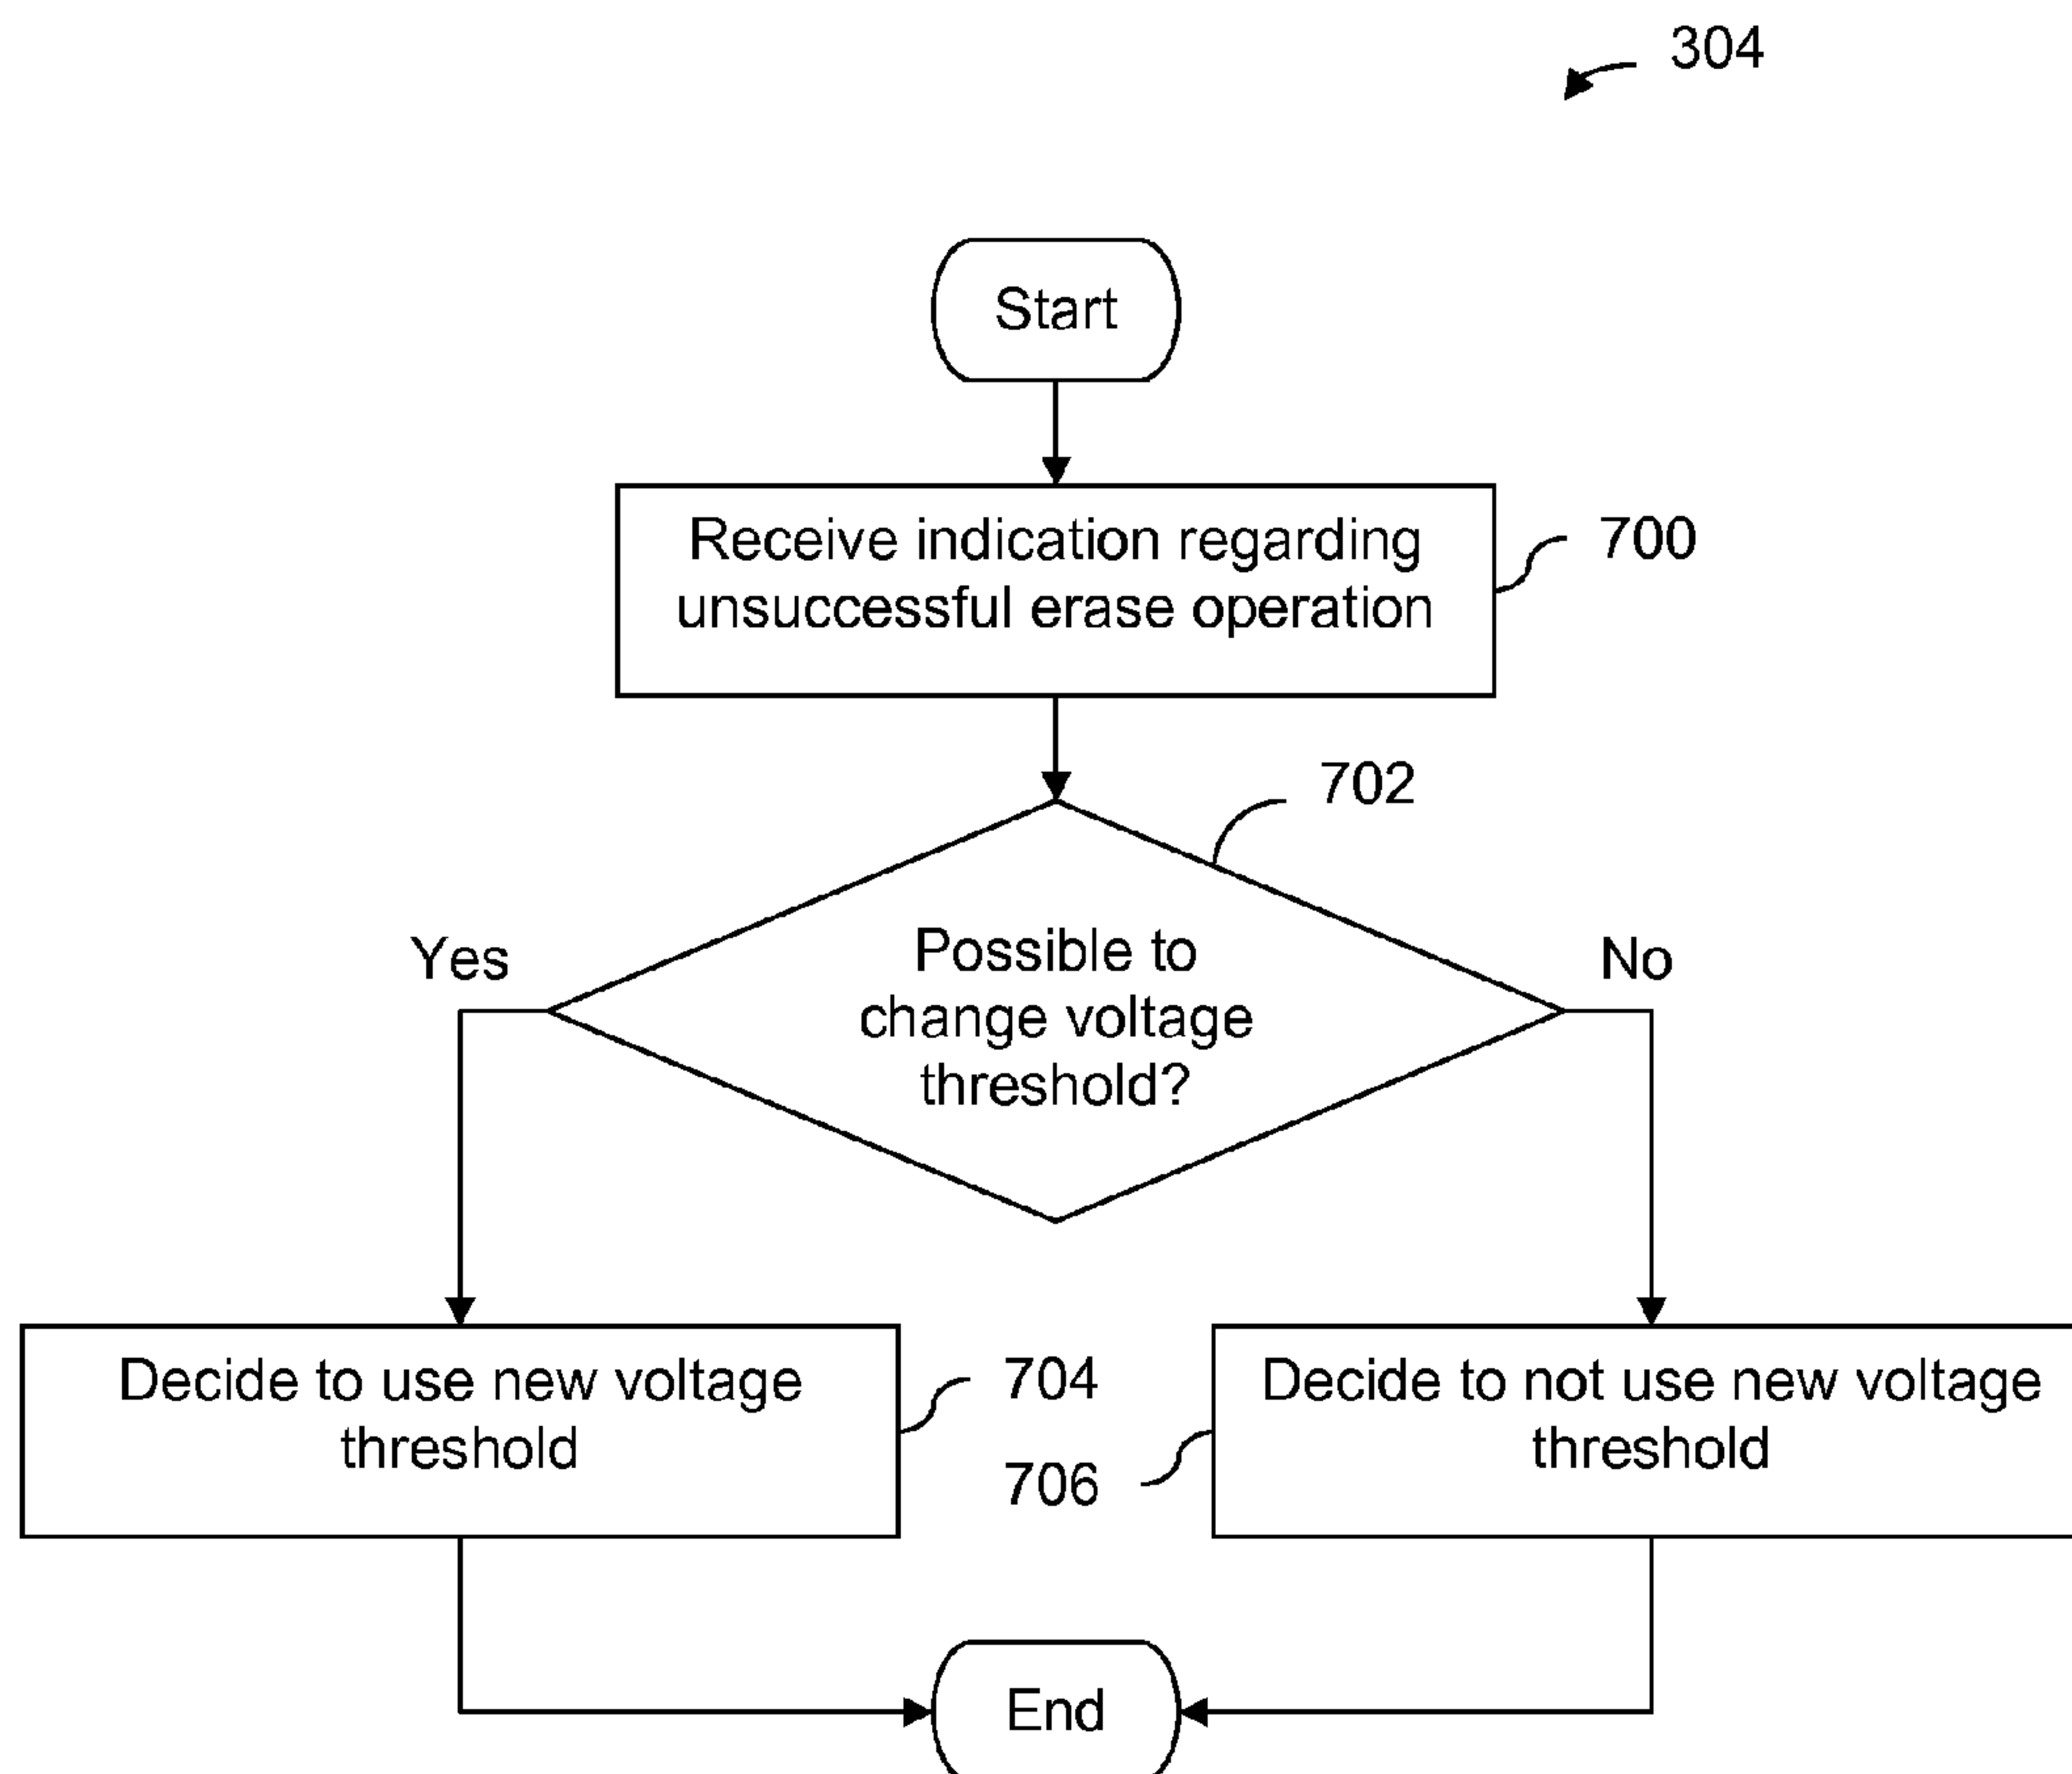 304
Start
Receive indication regarding
unsuccessful erase operation
700
702
Yes
Possible to
change voltage
threshold?
No
Decide to use new voltage
threshold
704
706
Decide to not use new voltage
threshold
End